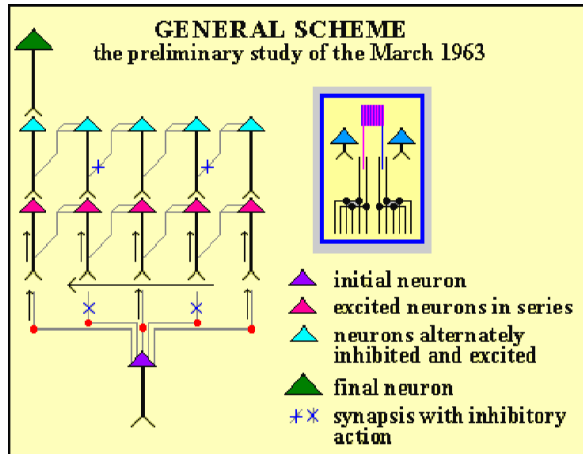 GENERAL SCHEME
the preliminary study of the March 1963
initial neuron
excited neurons in series
neurons alternately
inhibited and excited
final neuron
synapsis with inhibitory
action